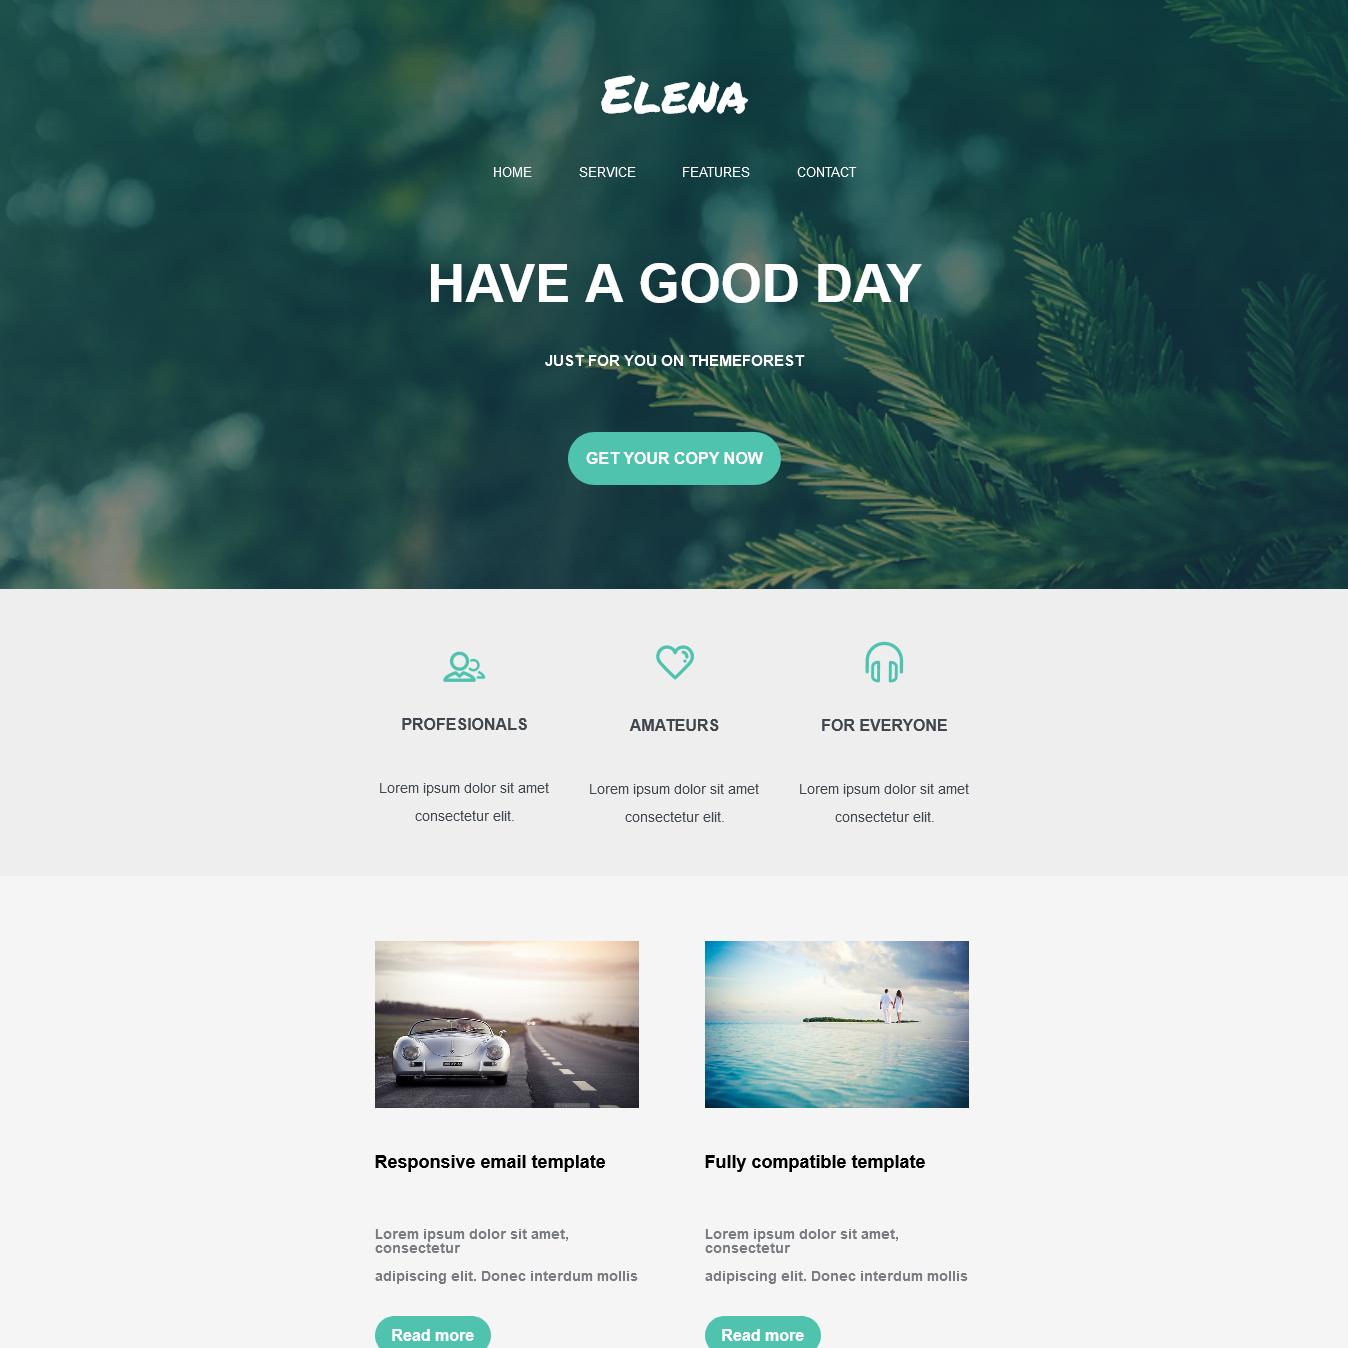 Elena
HOME SERVICE FEATURES CONTACT
HAVE A GOOD DAY
JUST FOR YOU ON THEMEFOREST
GET YOUR COPY NOW
PROFESIONALS
Lorem ipsum dolor sit amet
consectetur elit.
AMATEURS
Lorem ipsum dolor sit amet
consectetur elit.
FOR EVERYONE
Lorem ipsum dolor sit amet
consectetur elit.
Responsive email template
Lorem ipsum dolor sit amet,
consectetur
adipiscing elit. Donec interdum mollis
Read more
Fully compatible template
Lorem ipsum dolor sit amet,
consectetur
adipiscing elit. Donec interdum mollis
Read more